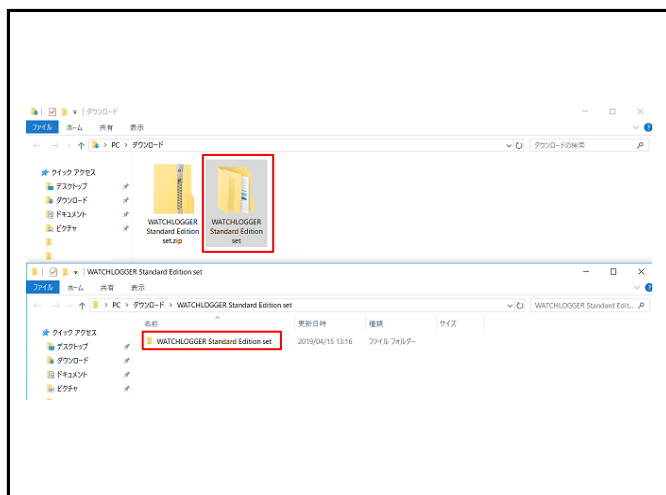 ダウンロード
ファイル ホーム 共有 表示
PC > ダウンロード ダウンロードの検索
クイック アクセス
デスクトップ
ダウンロード
ドキュメント
ピクチャ
WATCHLOGGER Standard Edition set.zip
WATCHLOGGER Standard Edition set
WATCHLOGGER Standard Edition set
ファイル ホーム 共有 表示
PC > ダウンロード > WATCHLOGGER Standard Edition set WATCHLOGGER Standard Edit...
クイック アクセス
デスクトップ
ダウンロード
ドキュメント
ピクチャ
名前 更新日時 種類 サイズ
WATCHLOGGER Standard Edition set 2019/04/15 13:16 ファイル フォルダー